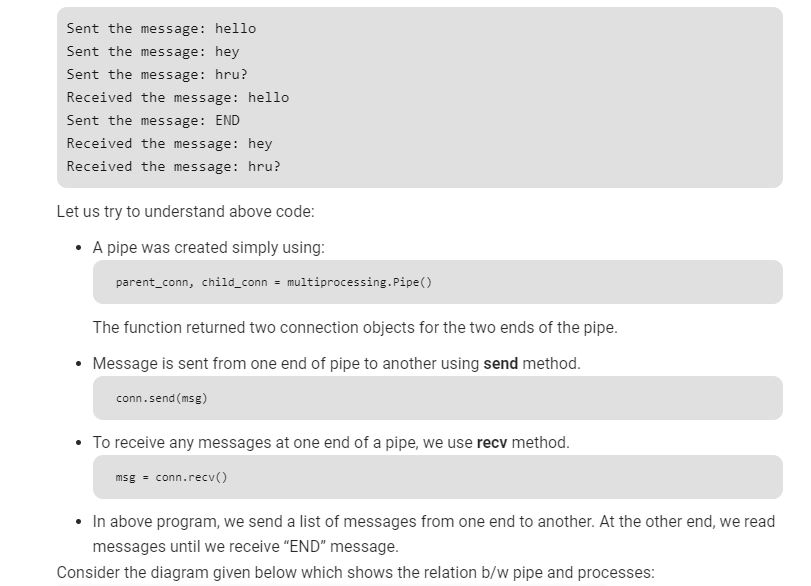 Sent the message: hello
Sent the message: hey
Sent the message: hru?
Received the message: hello
Sent the message: END
Received the message: hey
Received the message: hru?
Let us try to understand above code:
• A pipe was created simply using:
parent_conn, child_conn = multiprocessing.Pipe()
The function returned two connection objects for the two ends of the pipe.
• Message is sent from one end of pipe to another using send method.
conn.send(msg)
• To receive any messages at one end of a pipe, we use recv method.
msg = conn.recv()
• In above program, we send a list of messages from one end to another. At the other end, we read
messages until we receive “END” message.
Consider the diagram given below which shows the relation b/w pipe and processes: